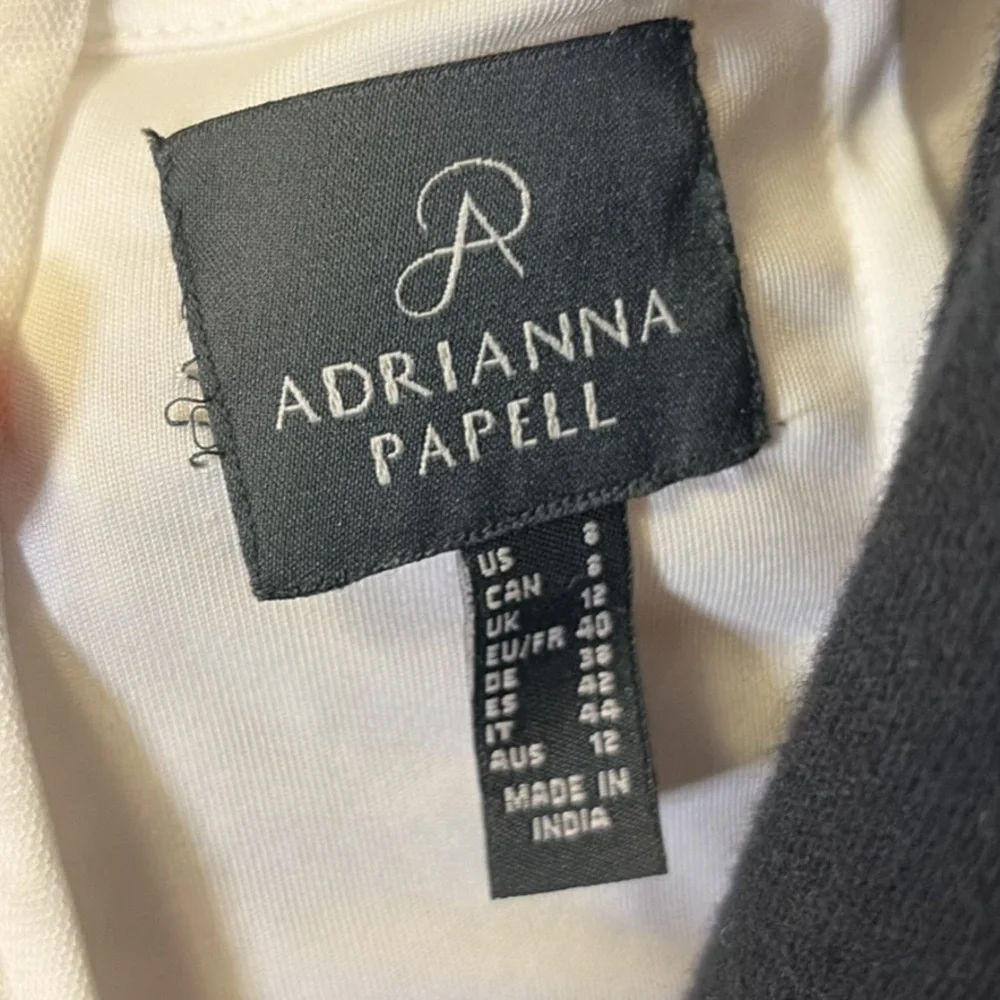 ADRIANNA
PAPELL
US 8
CAN 8
UK 12
EU/FR 40
DE 38
ES 42
IT 44
AUS 12
MADE IN
INDIA